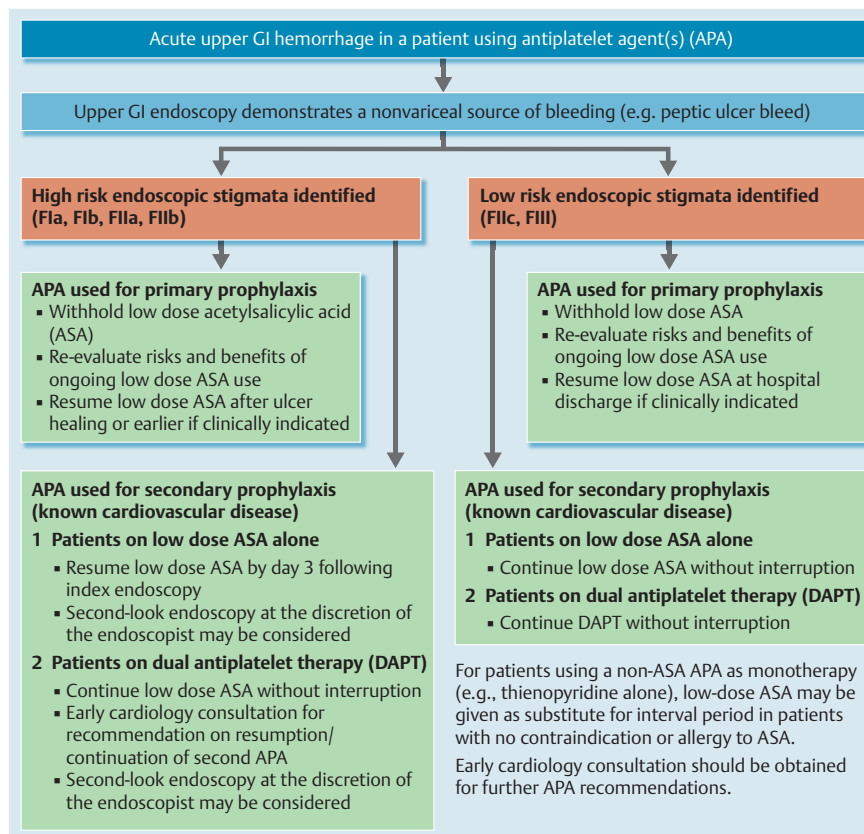 Acute upper GI hemorrhage in a patient using antiplatelet agent(s) (APA)
Upper GI endoscopy demonstrates a nonvariceal source of bleeding (e.g. peptic ulcer bleed)
High risk endoscopic stigmata identified
(FIa, FIb, FIIa, FIIb)
Low risk endoscopic stigmata identified
(FIIc, FIII)
APA used for primary prophylaxis
▪ Withhold low dose acetylsalicylic acid
(ASA)
▪ Re-evaluate risks and benefits of
ongoing low dose ASA use
▪ Resume low dose ASA after ulcer
healing or earlier if clinically indicated
APA used for primary prophylaxis
▪ Withhold low dose ASA
▪ Re-evaluate risks and benefits of
ongoing low dose ASA use
▪ Resume low dose ASA at hospital
discharge if clinically indicated
APA used for secondary prophylaxis
(known cardiovascular disease)
1 Patients on low dose ASA alone
▪ Resume low dose ASA by day 3 following
index endoscopy
▪ Second-look endoscopy at the discretion of
the endoscopist may be considered
2 Patients on dual antiplatelet therapy (DAPT)
▪ Continue low dose ASA without interruption
▪ Early cardiology consultation for
recommendation on resumption/
continuation of second APA
▪ Second-look endoscopy at the discretion of
the endoscopist may be considered
APA used for secondary prophylaxis
(known cardiovascular disease)
1 Patients on low dose ASA alone
▪ Continue low dose ASA without interruption
2 Patients on dual antiplatelet therapy (DAPT)
▪ Continue DAPT without interruption
For patients using a non-ASA APA as monotherapy
(e.g., thienopyridine alone), low-dose ASA may be
given as substitute for interval period in patients
with no contraindication or allergy to ASA.
Early cardiology consultation should be obtained
for further APA recommendations.